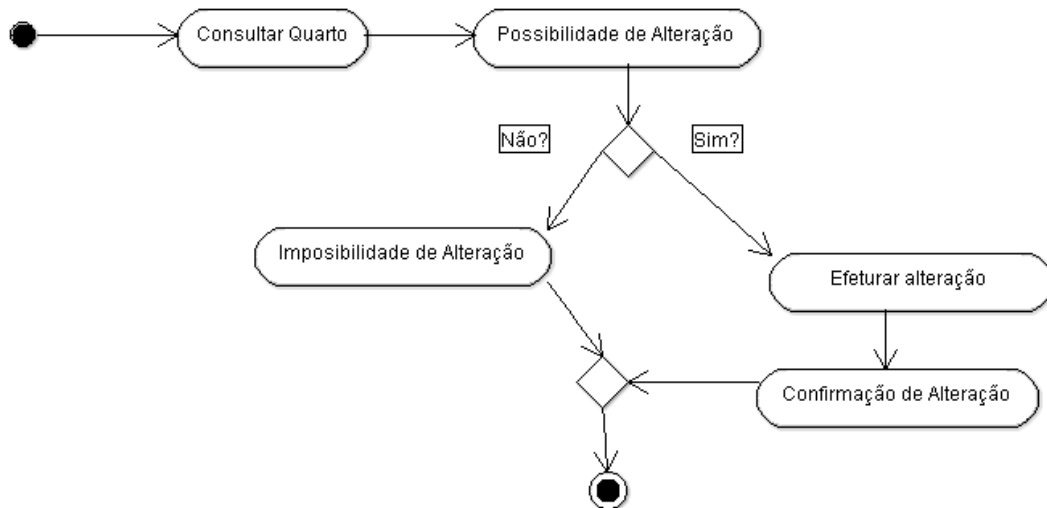 Consultar Quarto
Possibilidade de Alteração
Não?
Sim?
Imposibilidade de Alteração
Efeturar alteração
Confirmação de Alteração